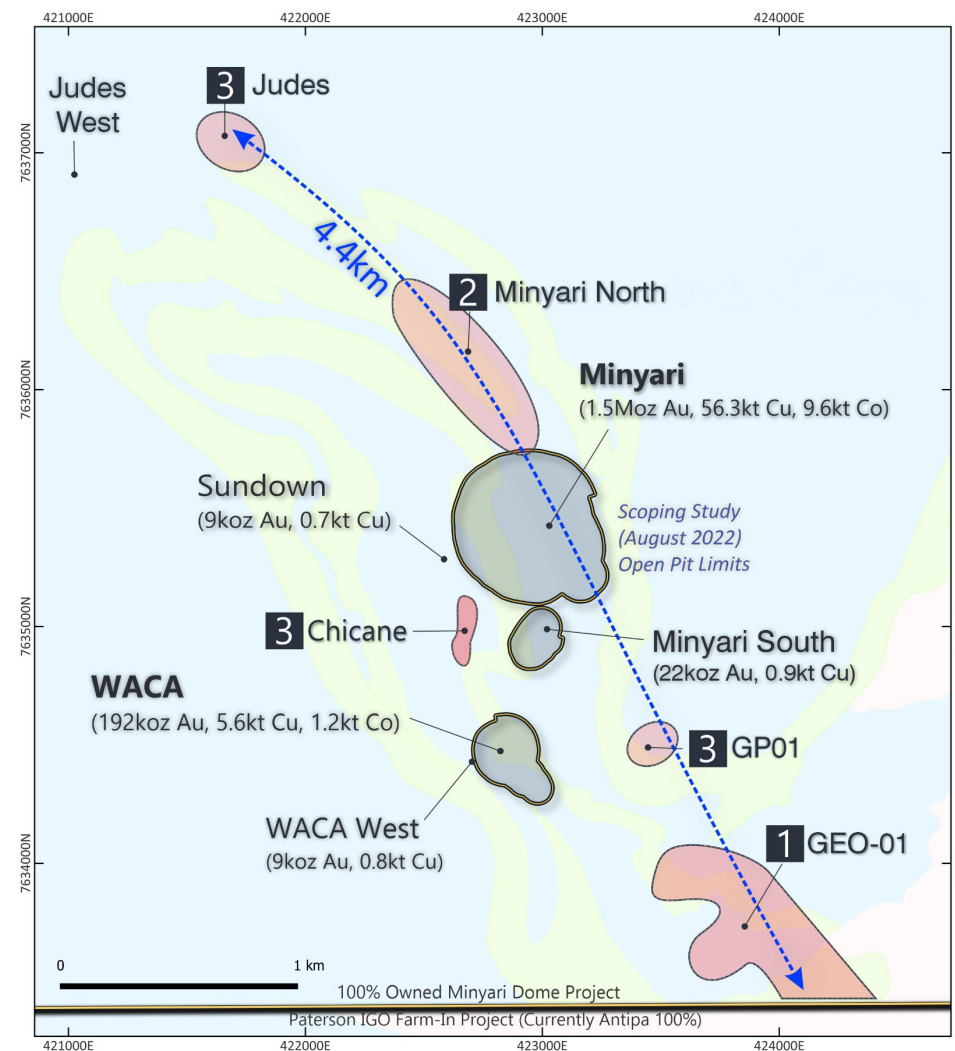 421000E
422000E
423000E
424000E
3 Judes
Judes
West
7637000N
4.4km
2 Minyari North
Minyari
(1.5Moz Au, 56.3kt Cu, 9.6kt Co)
7636000N
Sundown
(9koz Au, 0.7kt Cu)
Scoping Study
(August 2022)
Open Pit Limits
7635000N
3 Chicane
Minyari South
(22koz Au, 0.9kt Cu)
WACA
(192koz Au, 5.6kt Cu, 1.2kt Co)
3 GP01
WACA West
(9koz Au, 0.8kt Cu)
1 GEO-01
7634000N
0
1 km
100% Owned Minyari Dome Project
Paterson IGO Farm-In Project (Currently Antipa 100%)
421000E
422000E
423000E
424000E